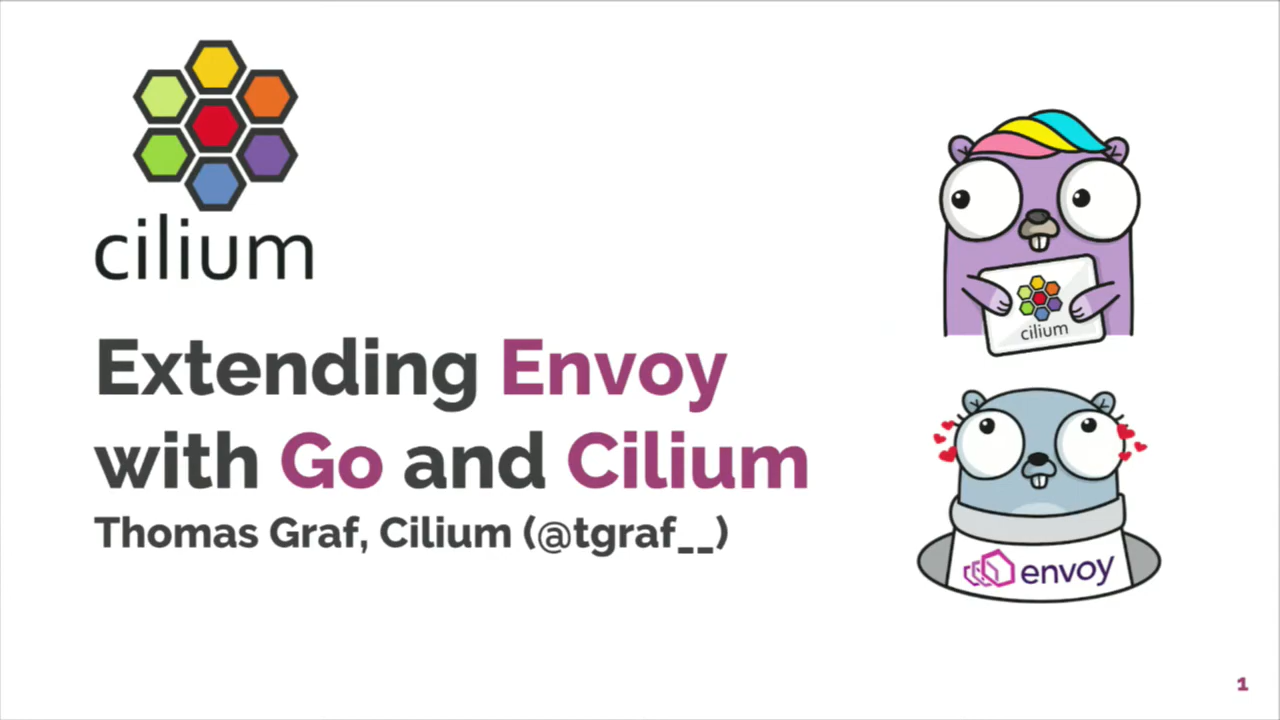 cilium
Extending Envoy
with Go and Cilium
Thomas Graf, Cilium (@tgraf__)
cilium
envoy
1